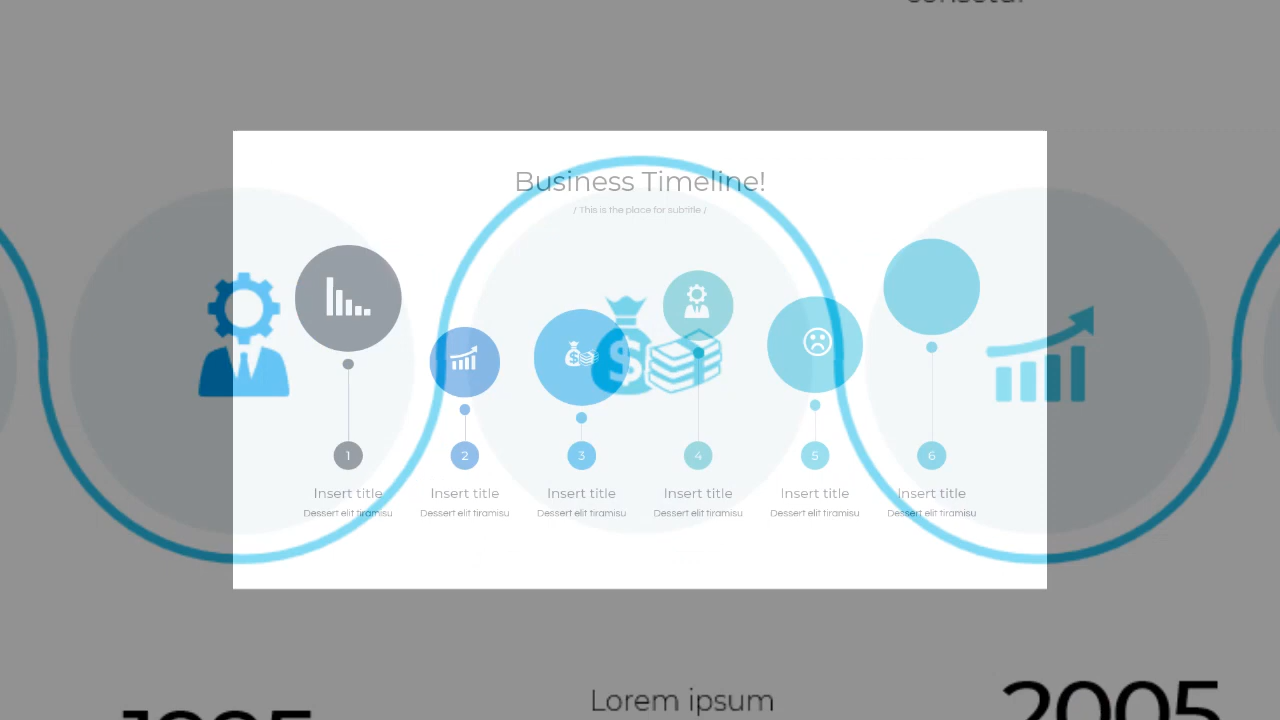 Business Timeline!
/ This is the place for subtitle /
1 2 3 4 5 6
Insert title Insert title Insert title Insert title Insert title Insert title
Dessert elit tiramisu Dessert elit tiramisu Dessert elit tiramisu Dessert elit tiramisu Dessert elit tiramisu Dessert elit tiramisu
Lorem ipsum
2005